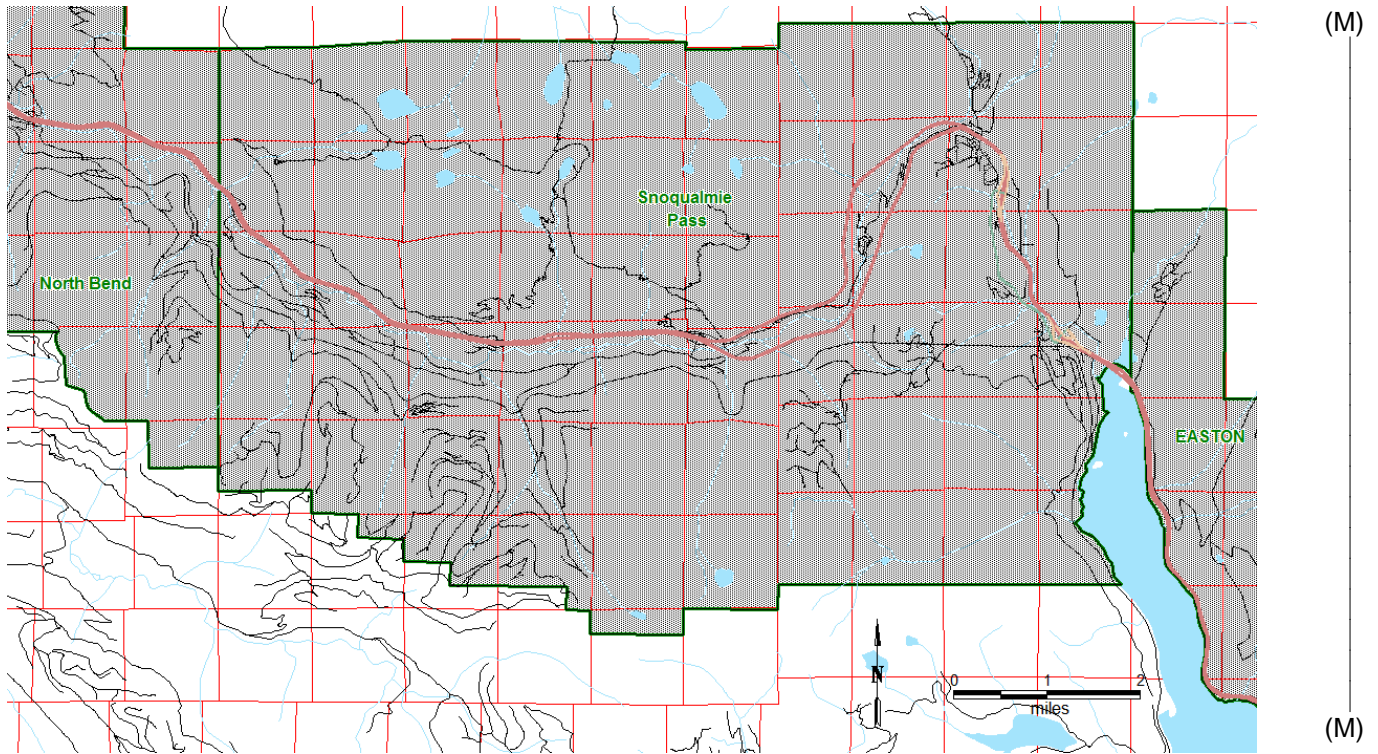 (M)
Snoqualmie
Pass
North Bend
EASTON
N
0 1 2
miles
(M)